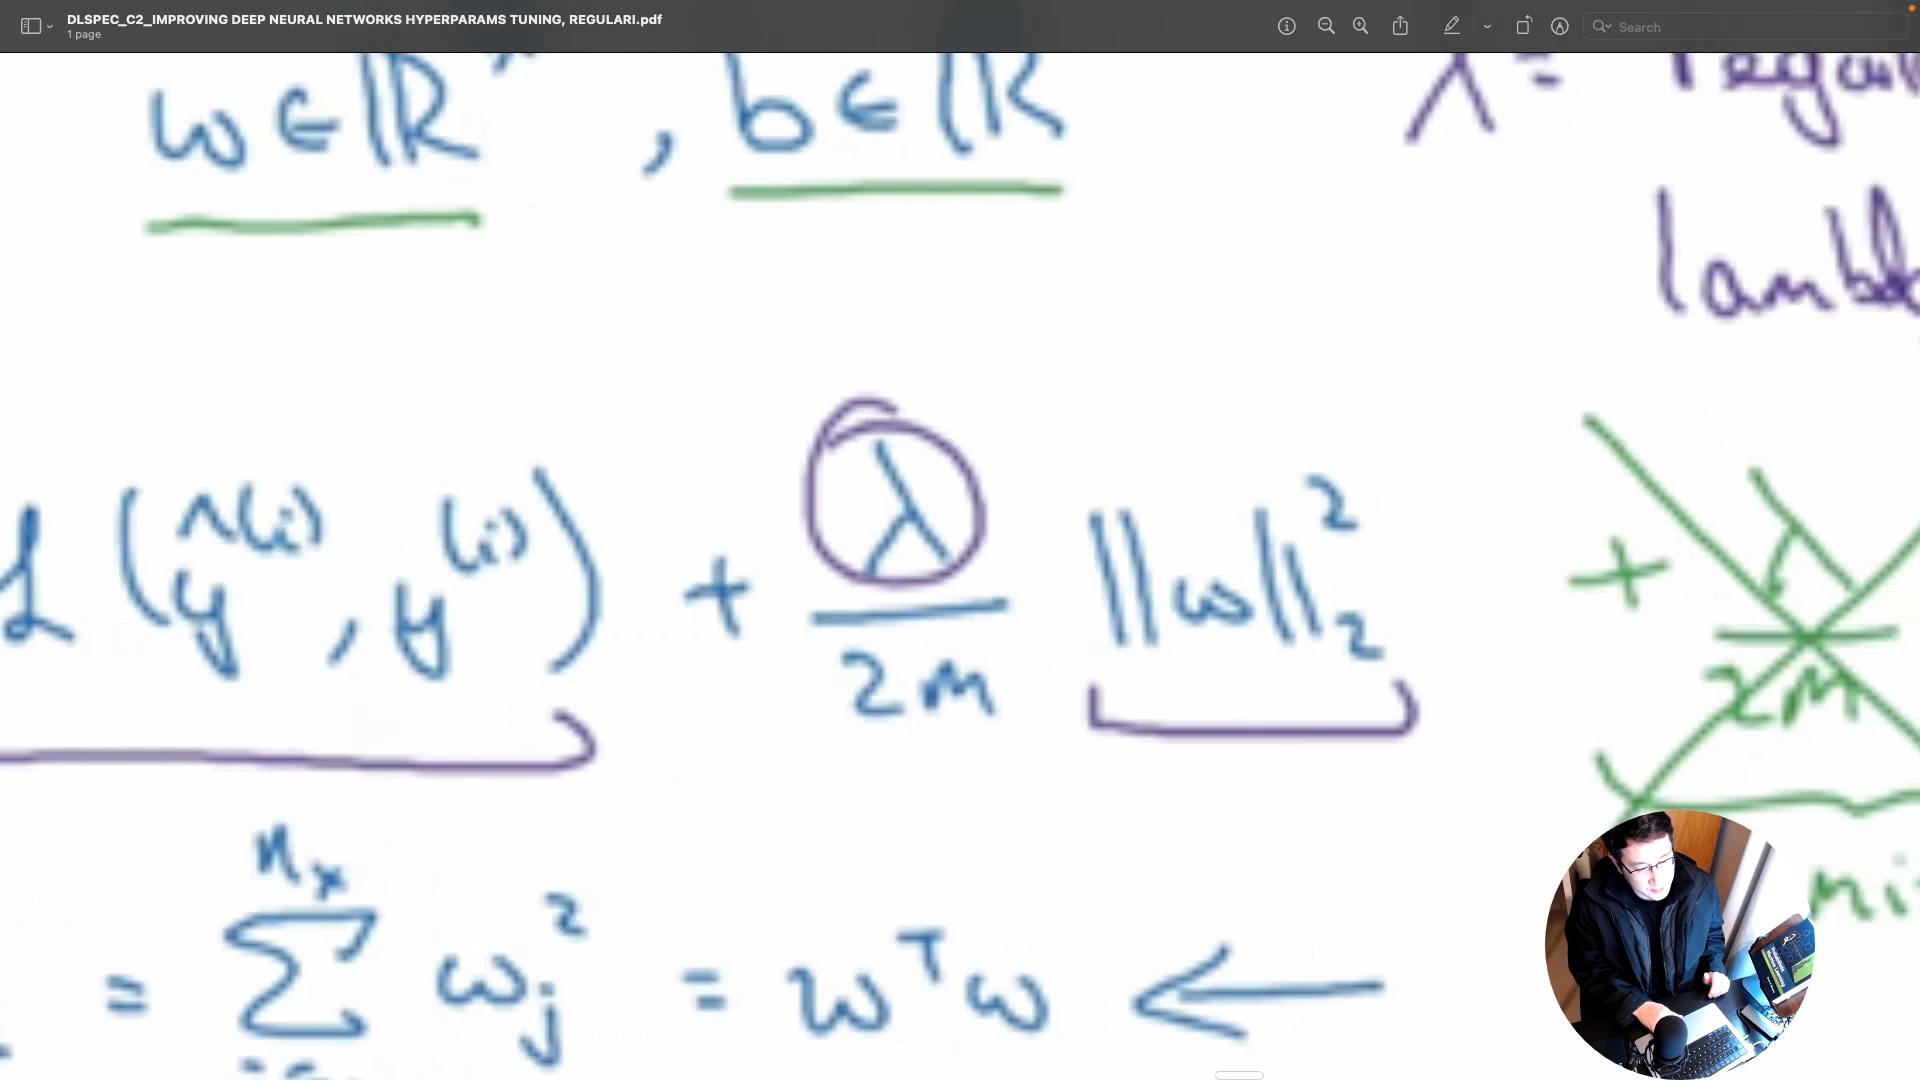 DLSPEC_C2_IMPROVING DEEP NEURAL NETWORKS HYPERPARAMS TUNING, REGULARI.pdf
1 page
Search
w ∈ ℝ , b ∈ ℝ
λ =
L(ŷ⁽ⁱ⁾, y⁽ⁱ⁾) + λ/2m ||w||₂²
+ λ/2m
= Σ nₓ wⱼ² = wᵀw ←